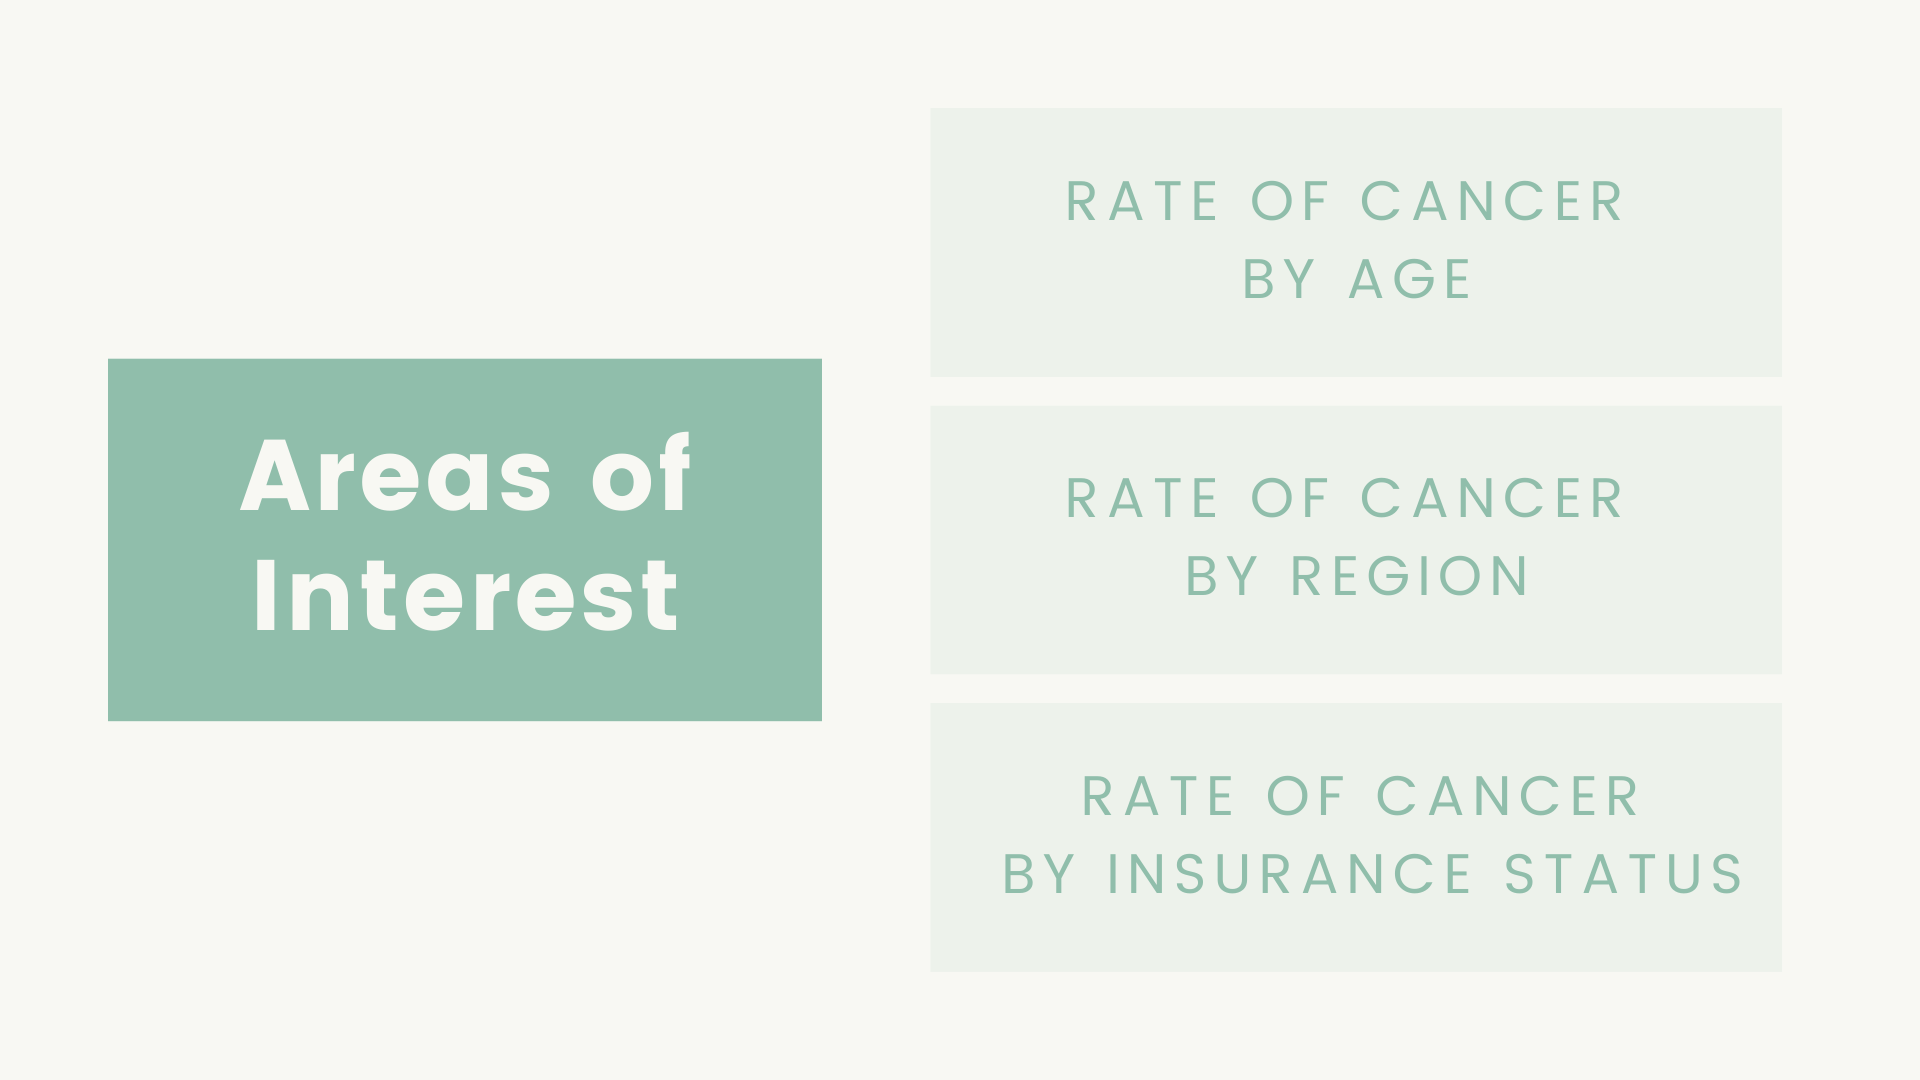 Areas of
Interest
RATE OF CANCER
BY AGE
RATE OF CANCER
BY REGION
RATE OF CANCER
BY INSURANCE STATUS